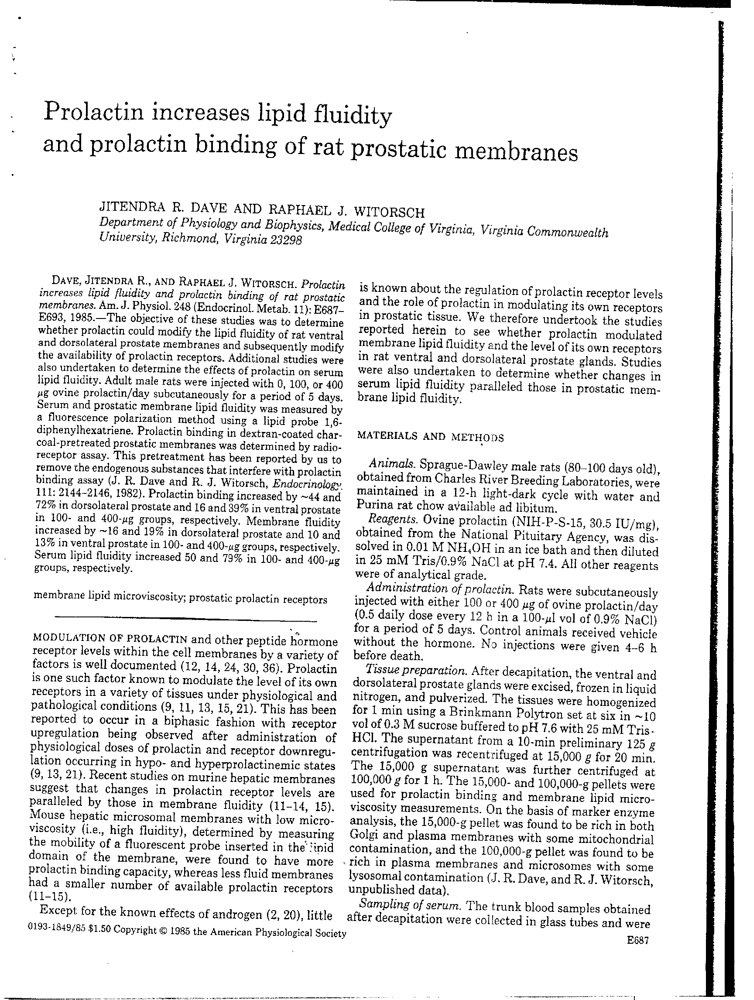 Prolactin increases lipid fluidity
and prolactin binding of rat prostatic membranes
JITENDRA R. DAVE AND RAPHAEL J. WITORSCH
Department of Physiology and Biophysics, Medical College of Virginia, Virginia Commonwealth
University, Richmond, Virginia 23298
DAVE, JITENDRA R., AND RAPHAEL J. WITORSCH. Prolactin
increases lipid fluidity and prolactin binding of rat prostatic
membranes. Am. J. Physiol. 248 (Endocrinol. Metab. 11): E687–
E693, 1985.—The objective of these studies was to determine
whether prolactin could modify the lipid fluidity of rat ventral
and dorsolateral prostate membranes and subsequently modify
the availability of prolactin receptors. Additional studies were
also undertaken to determine the effects of prolactin on serum
lipid fluidity. Adult male rats were injected with 0, 100, or 400
μg ovine prolactin/day subcutaneously for a period of 5 days.
Serum and prostatic membrane lipid fluidity was measured by
a fluorescence polarization method using a lipid probe 1,6-
diphenylhexatriene. Prolactin binding in dextran-coated char-
coal-pretreated prostatic membranes was determined by radio-
receptor assay. This pretreatment has been reported by us to
remove the endogenous substances that interfere with prolactin
binding assay (J. R. Dave and R. J. Witorsch, Endocrinology.
111: 2144–2146, 1982). Prolactin binding increased by ~44 and
72% in dorsolateral prostate and 16 and 39% in ventral prostate
in 100- and 400-μg groups, respectively. Membrane fluidity
increased by ~16 and 19% in dorsolateral prostate and 10 and
13% in ventral prostate in 100- and 400-μg groups, respectively.
Serum lipid fluidity increased 50 and 79% in 100- and 400-μg
groups, respectively.
membrane lipid microviscosity; prostatic prolactin receptors
MODULATION OF PROLACTIN and other peptide hormone
receptor levels within the cell membranes by a variety of
factors is well documented (12, 14, 24, 30, 36). Prolactin
is one such factor known to modulate the level of its own
receptors in a variety of tissues under physiological and
pathological conditions (9, 11, 13, 15, 21). This has been
reported to occur in a biphasic fashion with receptor
upregulation being observed after administration of
physiological doses of prolactin and receptor downregu-
lation occurring in hypo- and hyperprolactinemic states
(9, 13, 21). Recent studies on murine hepatic membranes
suggest that changes in prolactin receptor levels are
paralleled by those in membrane fluidity (11–14, 15).
Mouse hepatic microsomal membranes with low micro-
viscosity (i.e., high fluidity), determined by measuring
the mobility of a fluorescent probe inserted in the lipid
domain of the membrane, were found to have more
prolactin binding capacity, whereas less fluid membranes
had a smaller number of available prolactin receptors
(11–15).
Except for the known effects of androgen (2, 20), little
0193-1849/85 $1.50 Copyright © 1985 the American Physiological Society
is known about the regulation of prolactin receptor levels
and the role of prolactin in modulating its own receptors
in prostatic tissue. We therefore undertook the studies
reported herein to see whether prolactin modulated
membrane lipid fluidity and the level of its own receptors
in rat ventral and dorsolateral prostate glands. Studies
were also undertaken to determine whether changes in
serum lipid fluidity paralleled those in prostatic mem-
brane lipid fluidity.
MATERIALS AND METHODS
Animals. Sprague-Dawley male rats (80–100 days old),
obtained from Charles River Breeding Laboratories, were
maintained in a 12-h light-dark cycle with water and
Purina rat chow available ad libitum.
Reagents. Ovine prolactin (NIH-P-S-15, 30.5 IU/mg),
obtained from the National Pituitary Agency, was dis-
solved in 0.01 M NH₄OH in an ice bath and then diluted
in 25 mM Tris/0.9% NaCl at pH 7.4. All other reagents
were of analytical grade.
Administration of prolactin. Rats were subcutaneously
injected with either 100 or 400 μg of ovine prolactin/day
(0.5 daily dose every 12 h in a 100-μl vol of 0.9% NaCl)
for a period of 5 days. Control animals received vehicle
without the hormone. No injections were given 4–6 h
before death.
Tissue preparation. After decapitation, the ventral and
dorsolateral prostate glands were excised, frozen in liquid
nitrogen, and pulverized. The tissues were homogenized
for 1 min using a Brinkmann Polytron set at six in ~10
vol of 0.3 M sucrose buffered to pH 7.6 with 25 mM Tris·
HCl. The supernatant from a 10-min preliminary 125 g
centrifugation was recentrifuged at 15,000 g for 20 min.
The 15,000 g supernatant was further centrifuged at
100,000 g for 1 h. The 15,000- and 100,000-g pellets were
used for prolactin binding and membrane lipid micro-
viscosity measurements. On the basis of marker enzyme
analysis, the 15,000-g pellet was found to be rich in both
Golgi and plasma membranes with some mitochondrial
contamination, and the 100,000-g pellet was found to be
rich in plasma membranes and microsomes with some
lysosomal contamination (J. R. Dave, and R. J. Witorsch,
unpublished data).
Sampling of serum. The trunk blood samples obtained
after decapitation were collected in glass tubes and were
E687